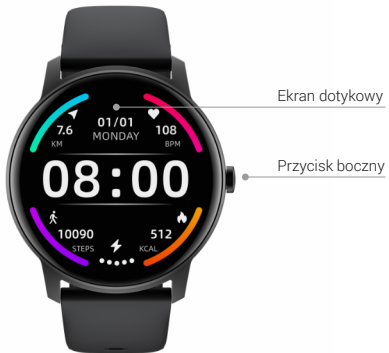 Ekran dotykowy
01/01
7.6
MONDAY
108
KM
BPM
Przycisk boczny
08:00
10090
512
STEPS
KCAL